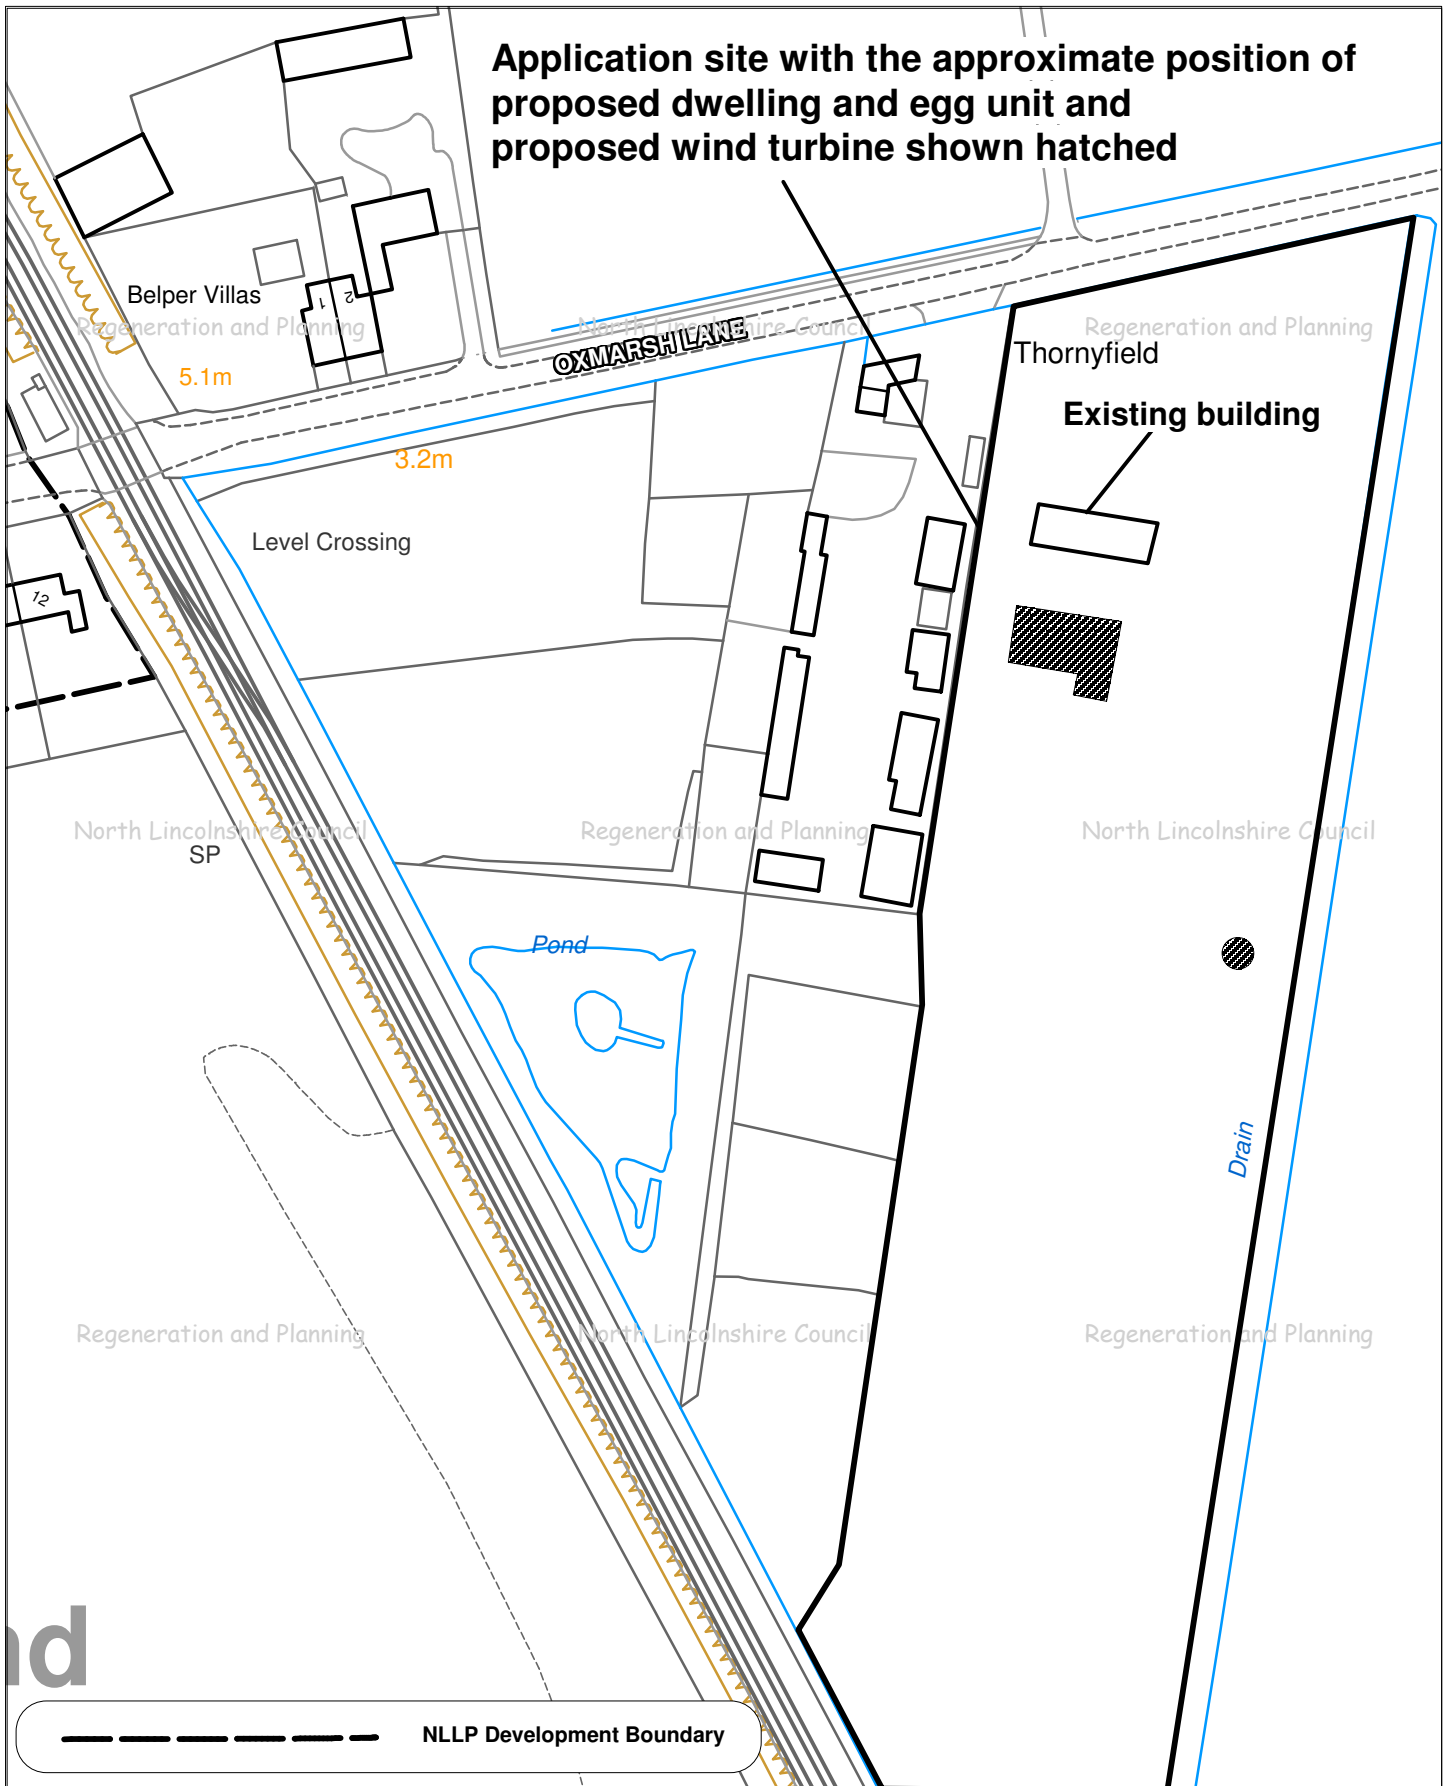 Application site with the approximate position of
proposed dwelling and egg unit and
proposed wind turbine shown hatched
Belper Villas
1
2
Regeneration and Planning
North Lincolnshire Council
Regeneration and Planning
OXMARSH LANE
Thornyfield
5.1m
Existing building
3.2m
Level Crossing
12
North Lincolnshire Council
Regeneration and Planning
North Lincolnshire Council
SP
Pond
Drain
Regeneration and Planning
North Lincolnshire Council
Regeneration and Planning
NLLP Development Boundary